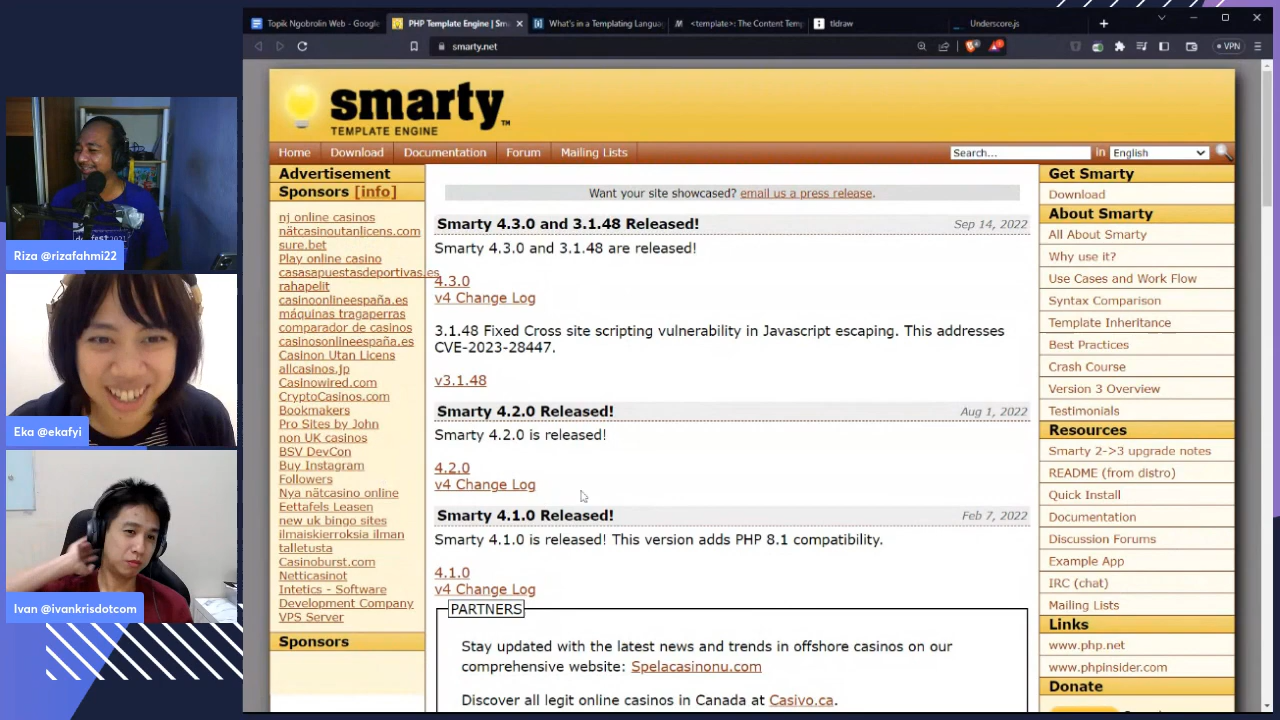 Topik Ngobrolin Web - Google
PHP Template Engine | Sm
What's in a Templating Langua
<template>: The Content Temp
tldraw
Underscore.js
smarty.net
VPN
smarty™
TEMPLATE ENGINE
Home
Download
Documentation
Forum
Mailing Lists
Search...
in
English
Advertisement
Sponsors [info]
nj online casinos
nätcasinoutanlicens.com
sure.bet
Play online casino
casasapuestasdeportivas.es
rahapelit
casinoonlineespaña.es
máquinas tragaperras
comparador de casinos
casinosonlineespaña.es
Casinon Utan Licens
allcasinos.jp
Casinowired.com
CryptoCasinos.com
Bookmakers
Pro Sites by John
non UK casinos
BSV DevCon
Buy Instagram
Followers
Nya nätcasino online
Eettafels Leasen
new uk bingo sites
ilmaiskierroksia ilman
talletusta
Casinoburst.com
Netticasinot
Intetics - Software
Development Company
VPS Server
Sponsors
Want your site showcased? email us a press release.
Smarty 4.3.0 and 3.1.48 Released!
Sep 14, 2022
Smarty 4.3.0 and 3.1.48 are released!
4.3.0
v4 Change Log
3.1.48 Fixed Cross site scripting vulnerability in Javascript escaping. This addresses
CVE-2023-28447.
v3.1.48
Smarty 4.2.0 Released!
Aug 1, 2022
Smarty 4.2.0 is released!
4.2.0
v4 Change Log
Smarty 4.1.0 Released!
Feb 7, 2022
Smarty 4.1.0 is released! This version adds PHP 8.1 compatibility.
4.1.0
v4 Change Log
PARTNERS
Stay updated with the latest news and trends in offshore casinos on our
comprehensive website: Spelacasinonu.com
Discover all legit online casinos in Canada at Casivo.ca.
Get Smarty
Download
About Smarty
All About Smarty
Why use it?
Use Cases and Work Flow
Syntax Comparison
Template Inheritance
Best Practices
Crash Course
Version 3 Overview
Testimonials
Resources
Smarty 2->3 upgrade notes
README (from distro)
Quick Install
Documentation
Discussion Forums
Example App
IRC (chat)
Mailing Lists
Links
www.php.net
www.phpinsider.com
Donate
Riza @rizafahmi22
Eka @ekafyi
Ivan @ivankrisdotcom